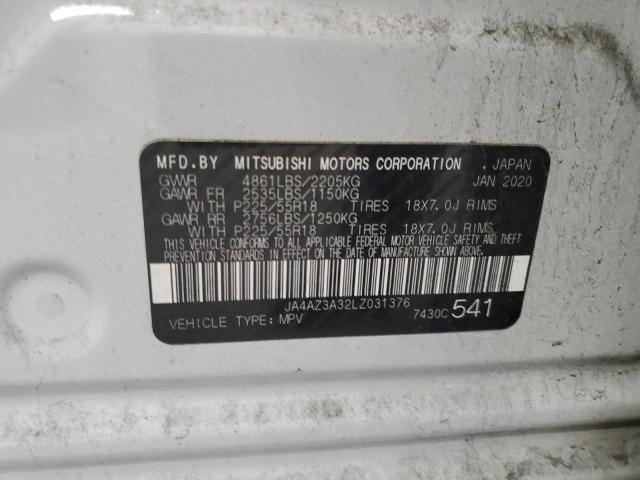 MFD.BY MITSUBISHI MOTORS CORPORATION . JAPAN
GVWR 4861LBS/2205KG JAN 2020
GAWR FR 2535LBS/1150KG
WITH P225/55R18 TIRES 18X7.0J RIMS
GAWR RR 2756LBS/1250KG
WITH P225/55R18 TIRES 18X7.0J RIMS
THIS VEHICLE CONFORMS TO ALL APPLICABLE FEDERAL MOTOR VEHICLE SAFETY AND THEFT
PREVENTION STANDARDS IN EFFECT ON THE DATE OF MANUFACTURE SHOWN ABOVE.
JA4AZ3A32LZ031376
VEHICLE TYPE:MPV 7430C 541